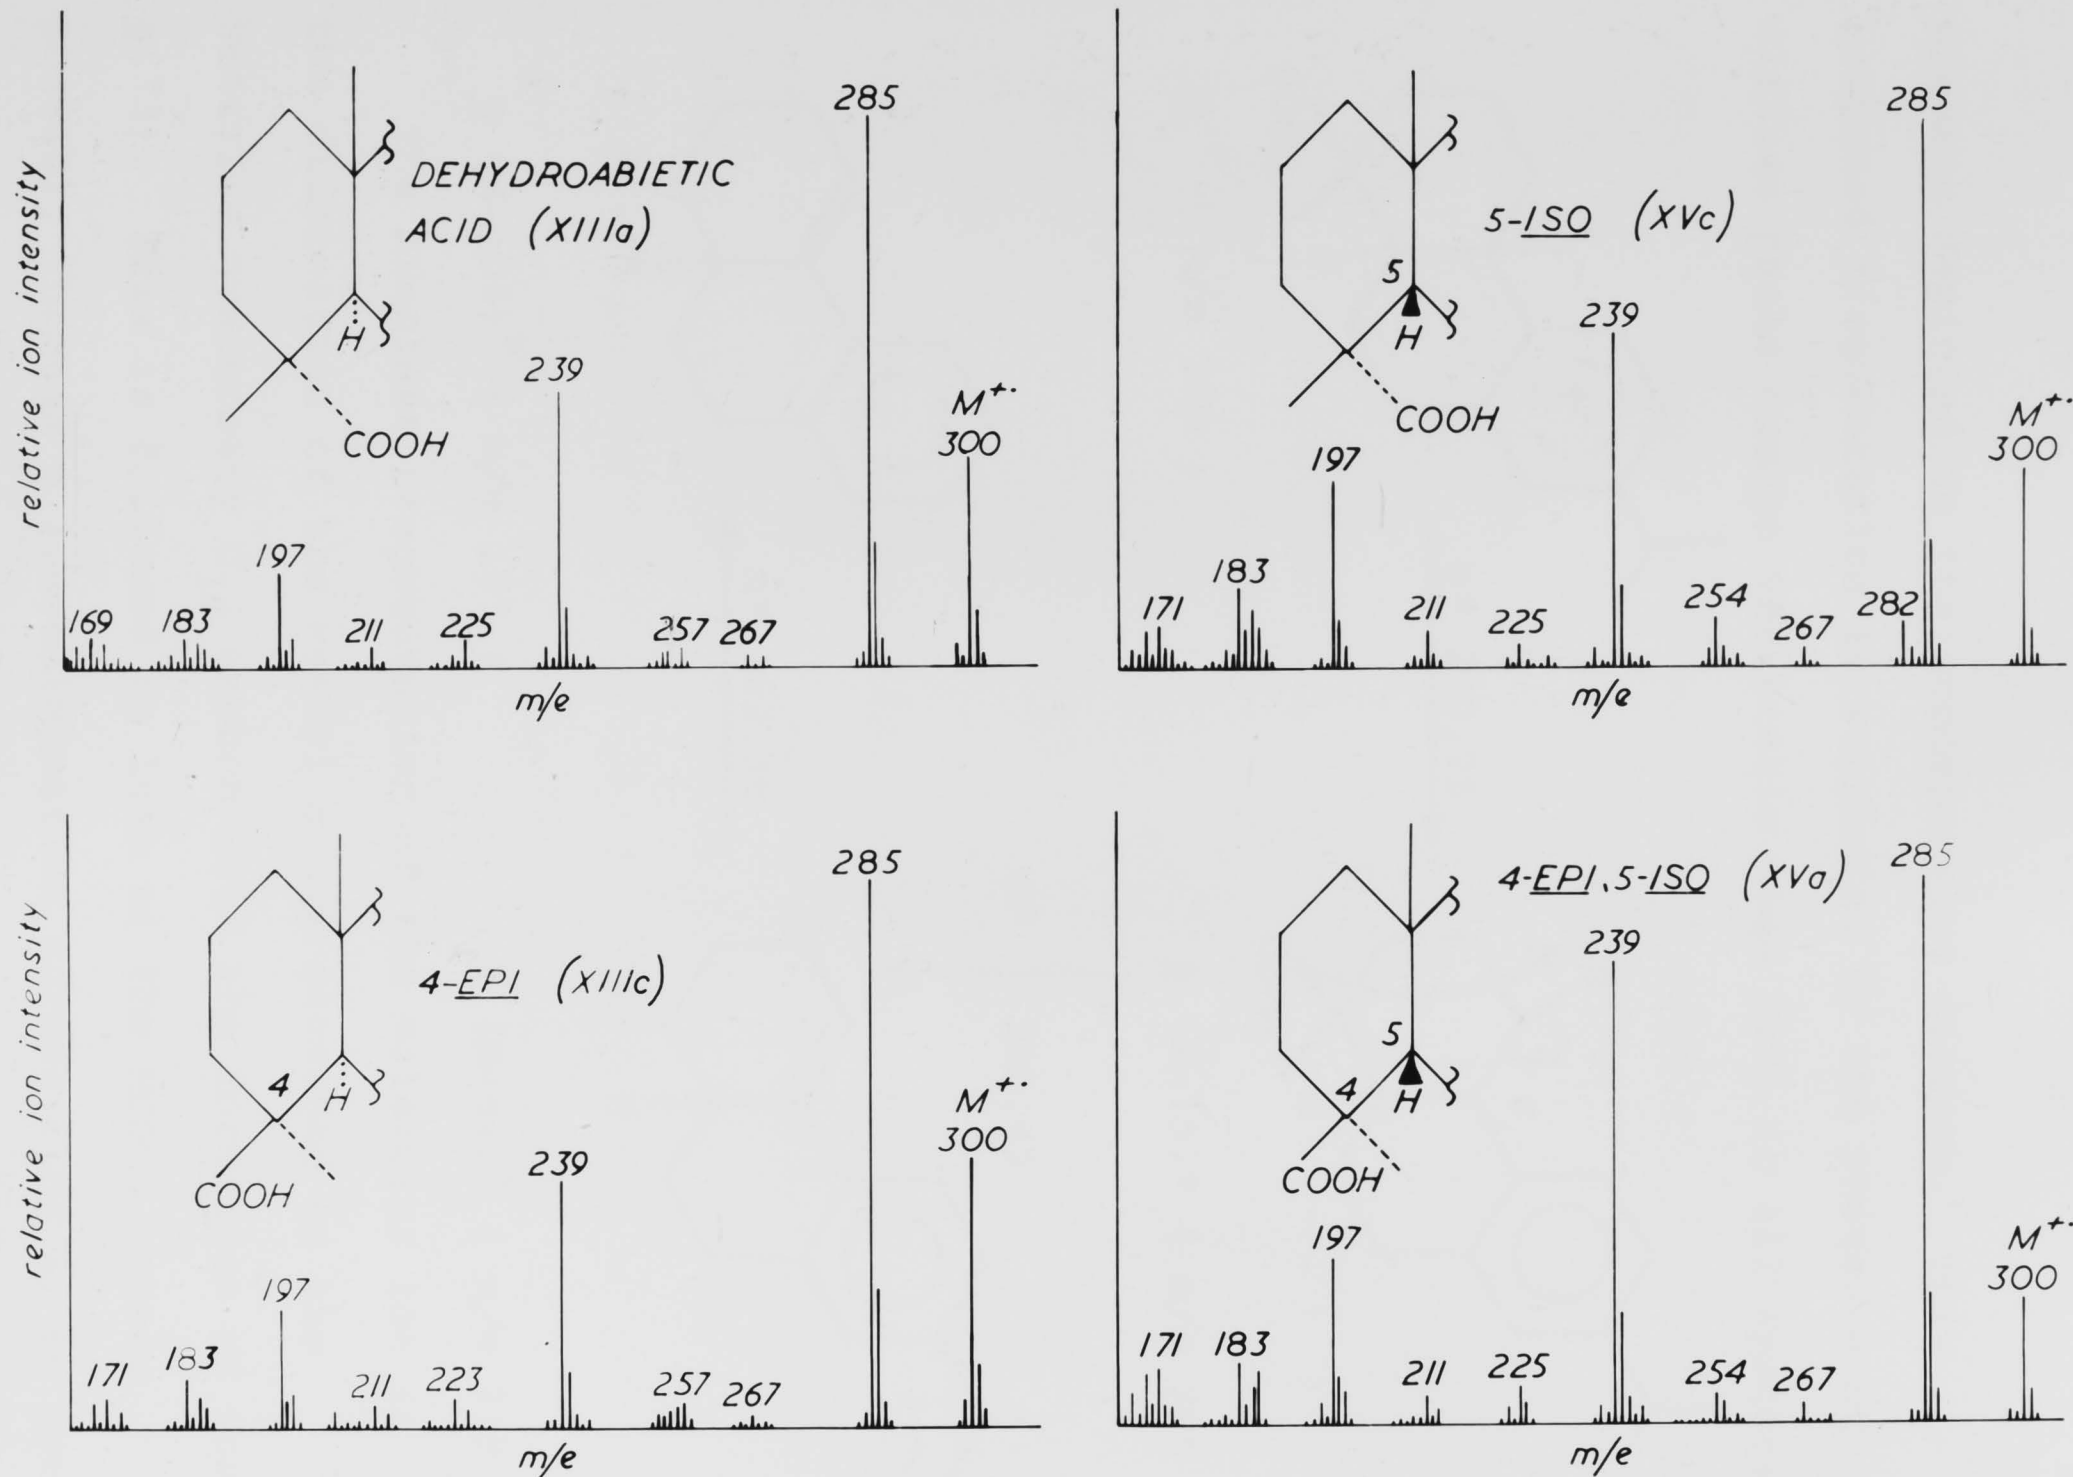 relative ion intensity
DEHYDROABIETIC
ACID (XIIIa)
H
COOH
169
183
197
211
225
239
257
267
285
M+·
300
m/e
5-ISO (XVc)
5
H
COOH
171
183
197
211
225
239
254
267
282
285
M+·
300
m/e
relative ion intensity
4-EPI (XIIIc)
4
H
COOH
171
183
197
211
223
239
257
267
285
M+·
300
m/e
4-EPI, 5-ISO (XVa)
5
4
H
COOH
171
183
197
211
225
239
254
267
285
M+·
300
m/e